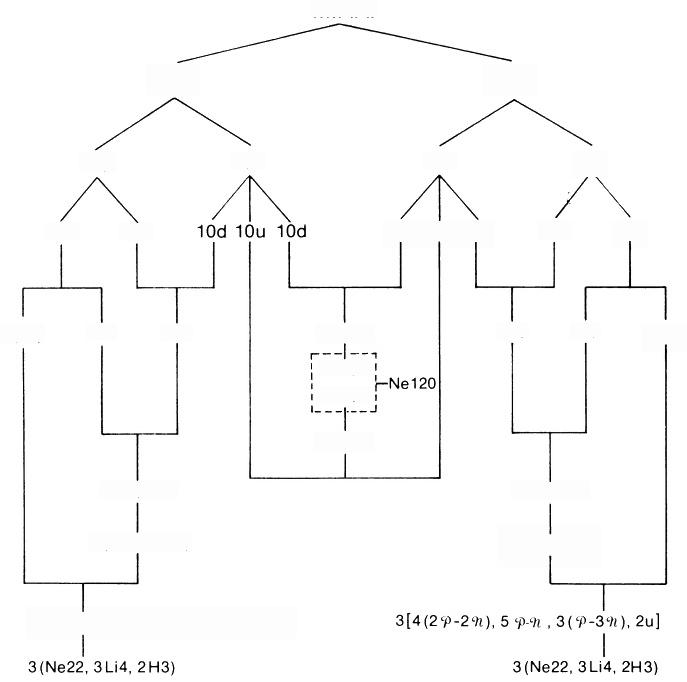 10d 10u 10d
Ne120
3[4(2𝒫-2𝓃), 5 𝒫-𝓃, 3(𝒫-3𝓃), 2u]
3(Ne22, 3Li4, 2H3)
3(Ne22, 3Li4, 2H3)